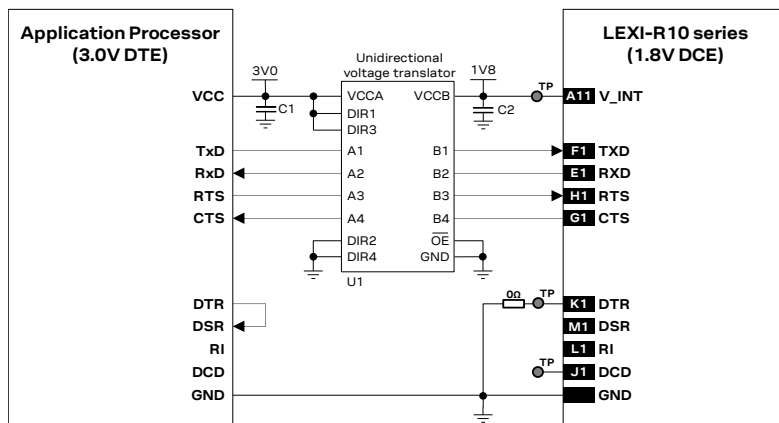 Application Processor
(3.0V DTE)
LEXI-R10 series
(1.8V DCE)
Unidirectional
voltage translator
3V0
1V8
VCC
C1
VCCA
VCCB
C2
TP
A11
V_INT
DIR1
DIR3
TxD
A1
B1
F1
TXD
RxD
A2
B2
E1
RXD
RTS
A3
B3
H1
RTS
CTS
A4
B4
G1
CTS
DIR2
OE
DIR4
GND
U1
DTR
0Ω
TP
K1
DTR
DSR
M1
DSR
RI
L1
RI
DCD
TP
J1
DCD
GND
GND